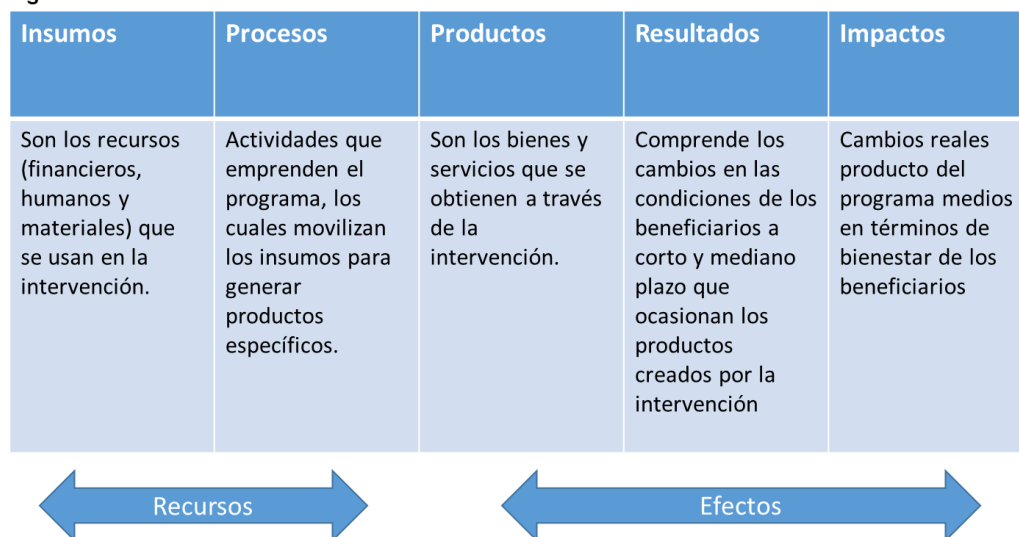 Insumos
Procesos
Productos
Resultados
Impactos
Son los recursos
(financieros,
humanos y
materiales) que
se usan en la
intervención.
Actividades que
emprenden el
programa, los
cuales movilizan
los insumos para
generar
productos
específicos.
Son los bienes y
servicios que se
obtienen a través
de la
intervención.
Comprende los
cambios en las
condiciones de los
beneficiarios a
corto y mediano
plazo que
ocasionan los
productos
creados por la
intervención
Cambios reales
producto del
programa medios
en términos de
bienestar de los
beneficiarios
Recursos
Efectos